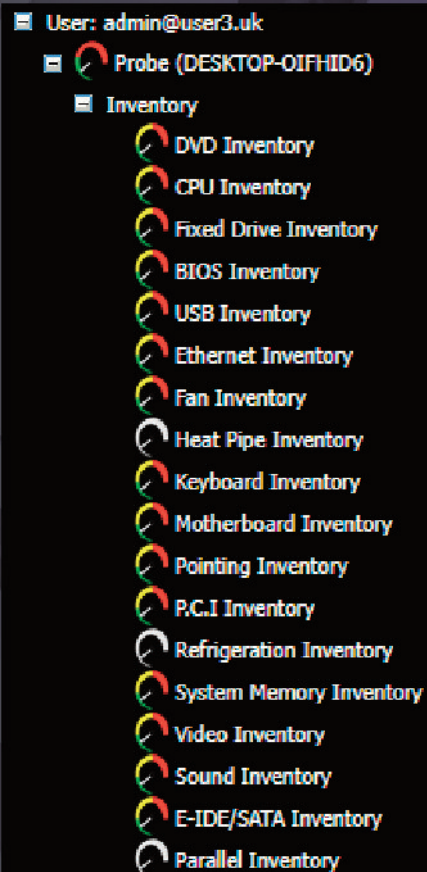 User: admin@user3.uk
Probe (DESKTOP-OIFHID6)
Inventory
DVD Inventory
CPU Inventory
Fixed Drive Inventory
BIOS Inventory
USB Inventory
Ethernet Inventory
Fan Inventory
Heat Pipe Inventory
Keyboard Inventory
Motherboard Inventory
Pointing Inventory
P.C.I Inventory
Refrigeration Inventory
System Memory Inventory
Video Inventory
Sound Inventory
E-IDE/SATA Inventory
Parallel Inventory